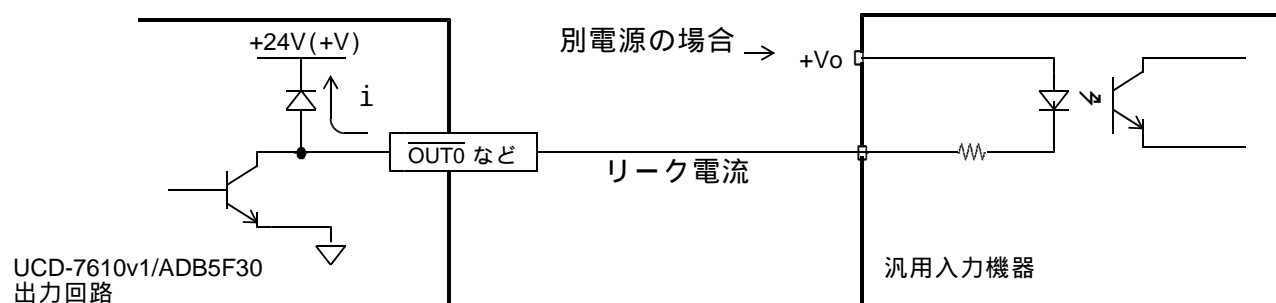 +24V(+V)
別電源の場合 →
+Vo
i
OUT0 など
リーク電流
UCD-7610v1/ADB5F30
出力回路
汎用入力機器